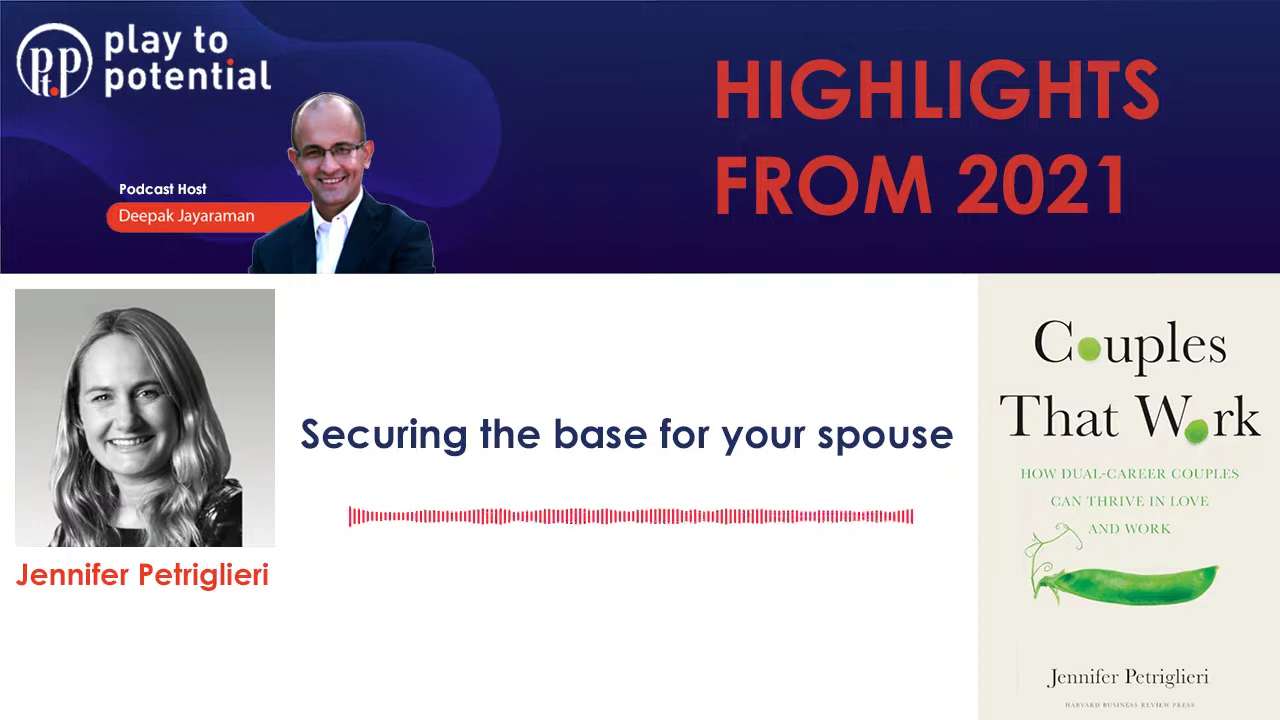 PtP
play to
potential
Podcast Host
Deepak Jayaraman
HIGHLIGHTS
FROM 2021
Securing the base for your spouse
Jennifer Petriglieri
Couples
That Work
HOW DUAL-CAREER COUPLES
CAN THRIVE IN LOVE
AND WORK
Jennifer Petriglieri
HARVARD BUSINESS REVIEW PRESS